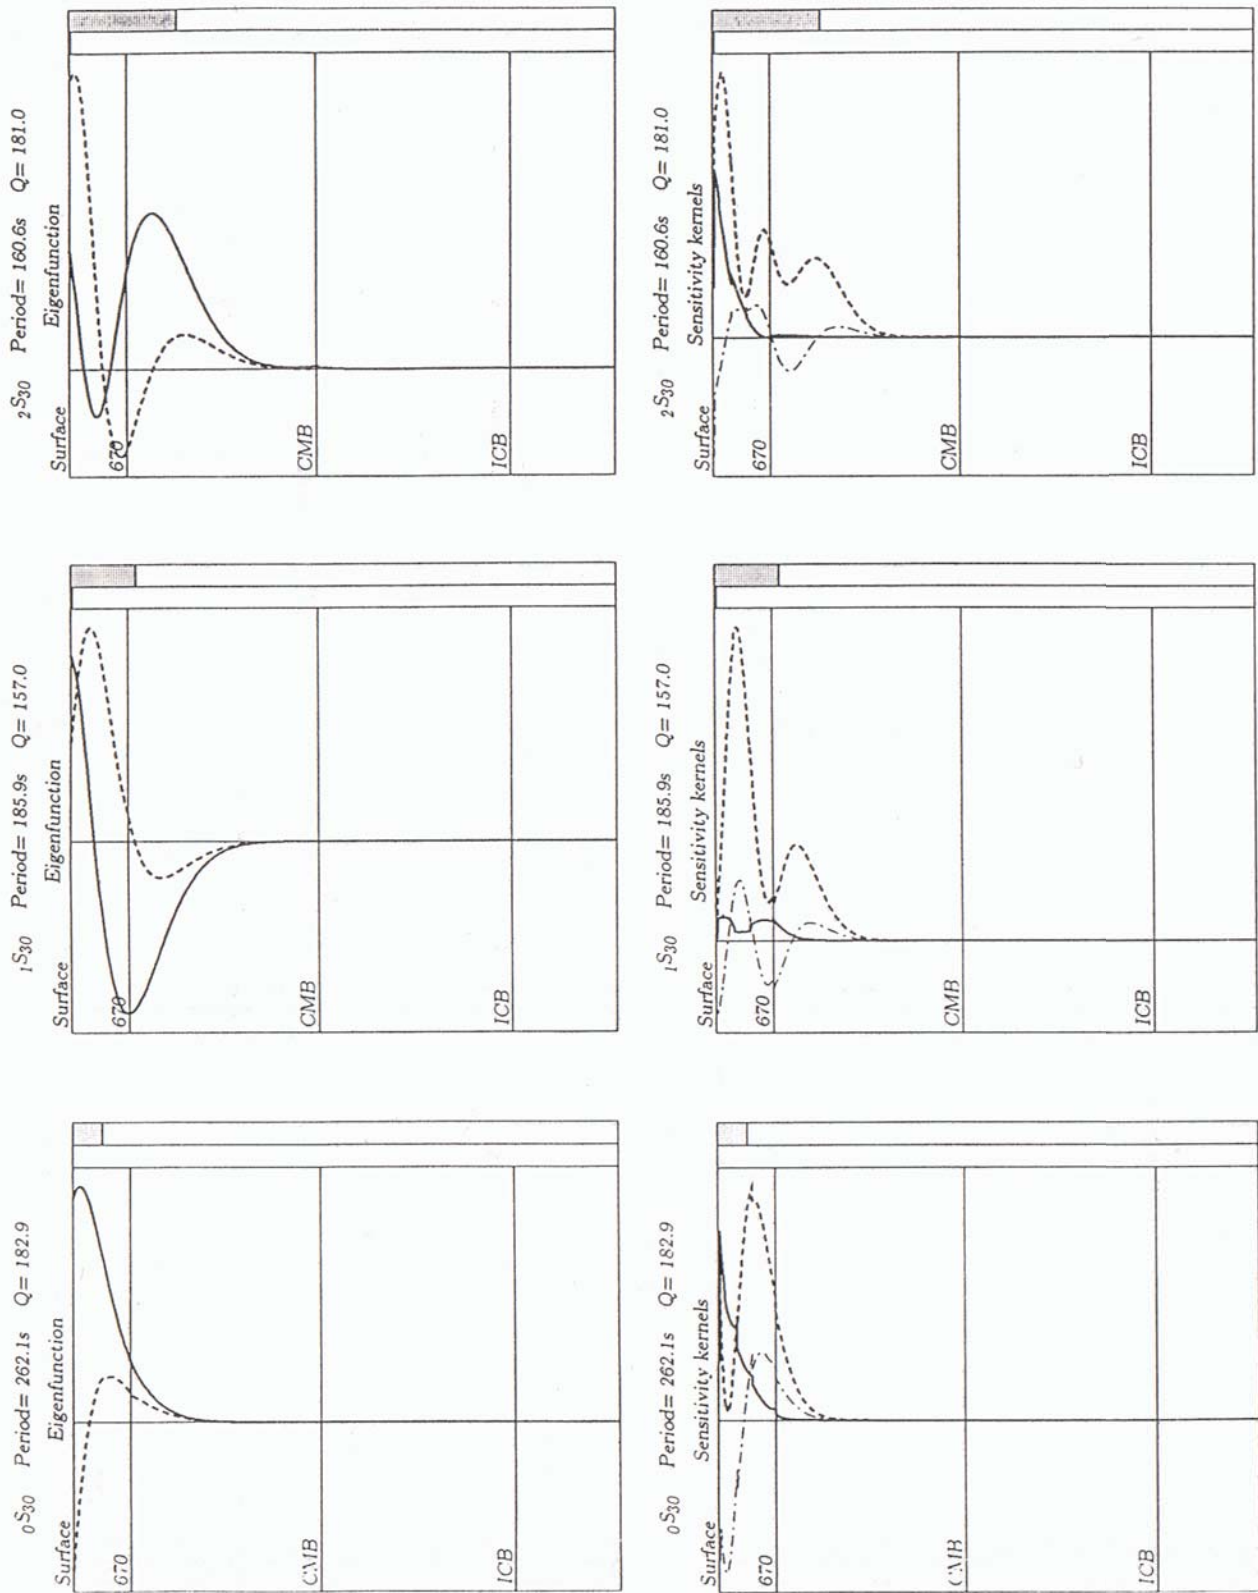 0S30 Period= 262.1s Q= 182.9
Eigenfunction
Surface
670
CMB
ICB
1S30 Period= 185.9s Q= 157.0
Eigenfunction
Surface
670
CMB
ICB
2S30 Period= 160.6s Q= 181.0
Eigenfunction
Surface
670
CMB
ICB
0S30 Period= 262.1s Q= 182.9
Sensitivity kernels
Surface
670
CMB
ICB
1S30 Period= 185.9s Q= 157.0
Sensitivity kernels
Surface
670
CMB
ICB
2S30 Period= 160.6s Q= 181.0
Sensitivity kernels
Surface
670
CMB
ICB